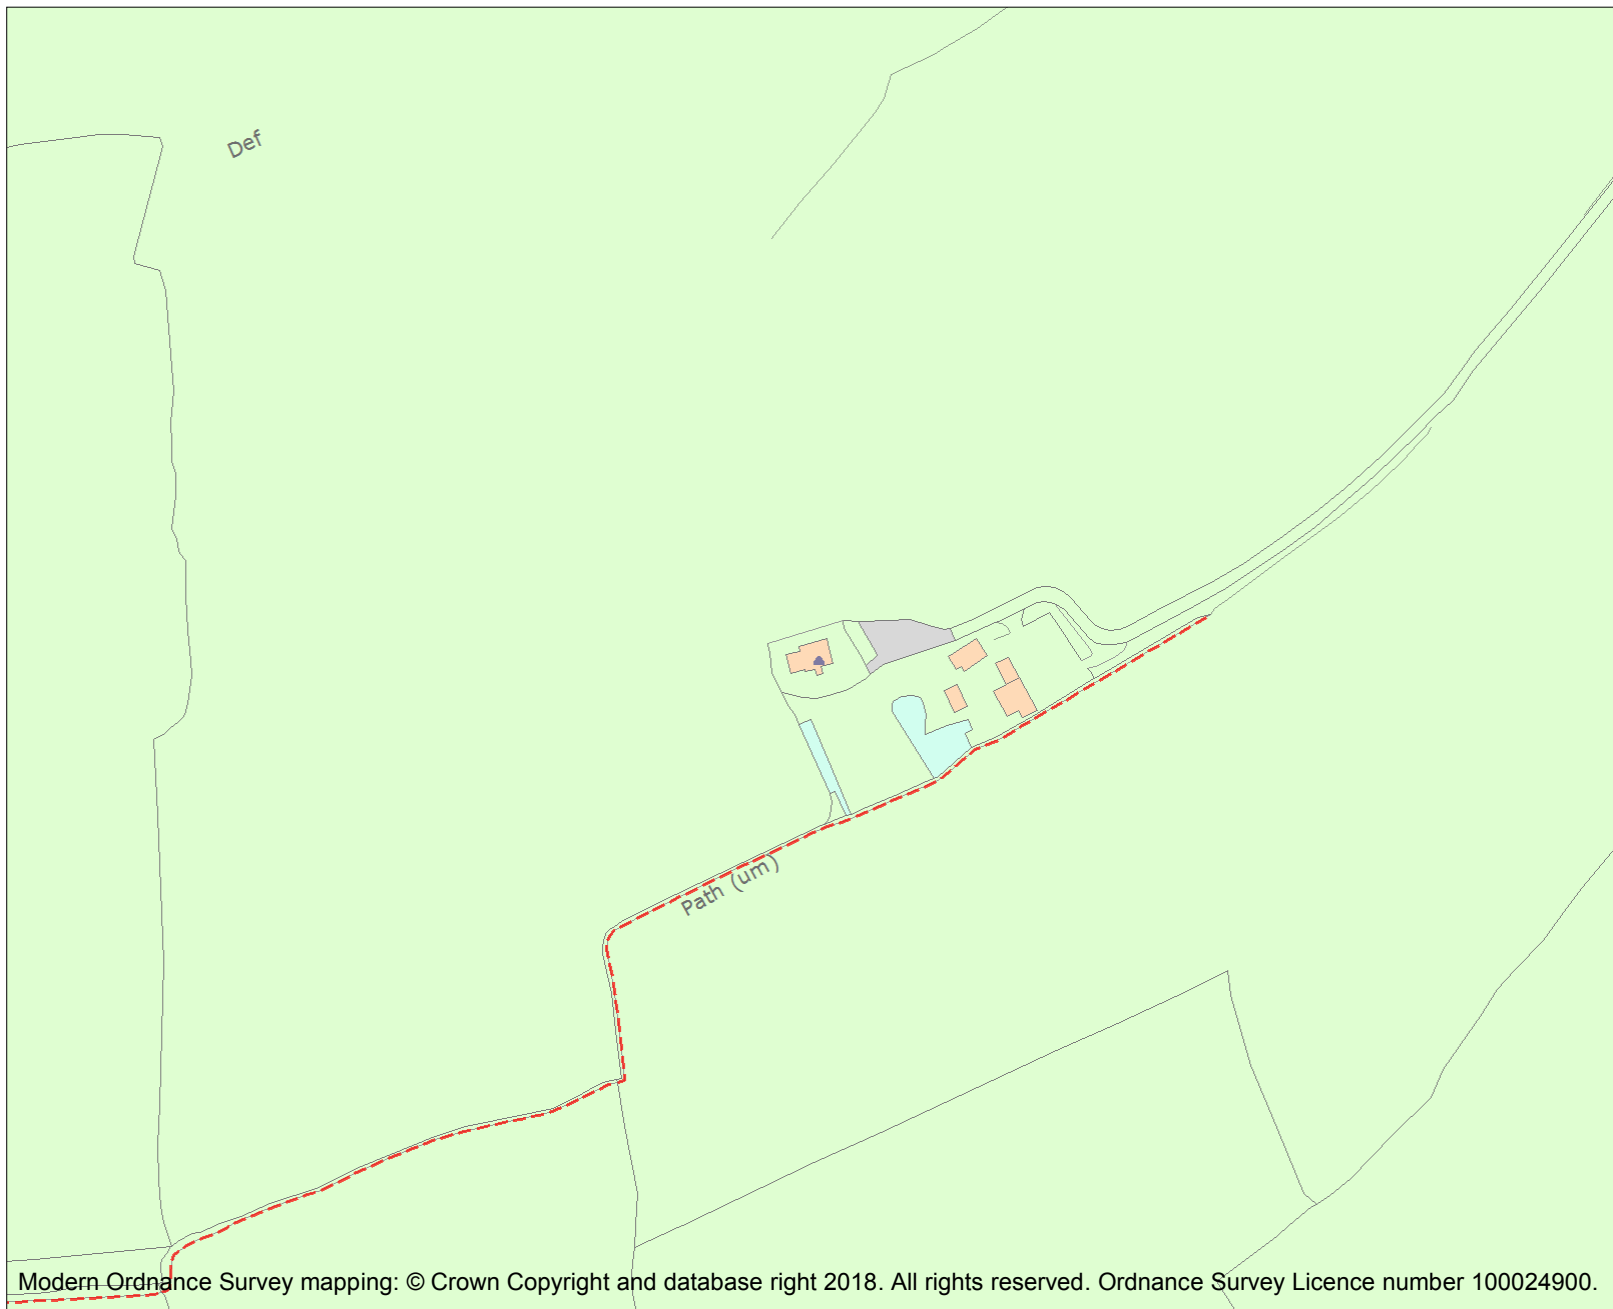 Def
Path (um)
Modern Ordnance Survey mapping: © Crown Copyright and database right 2018. All rights reserved. Ordnance Survey Licence number 100024900.